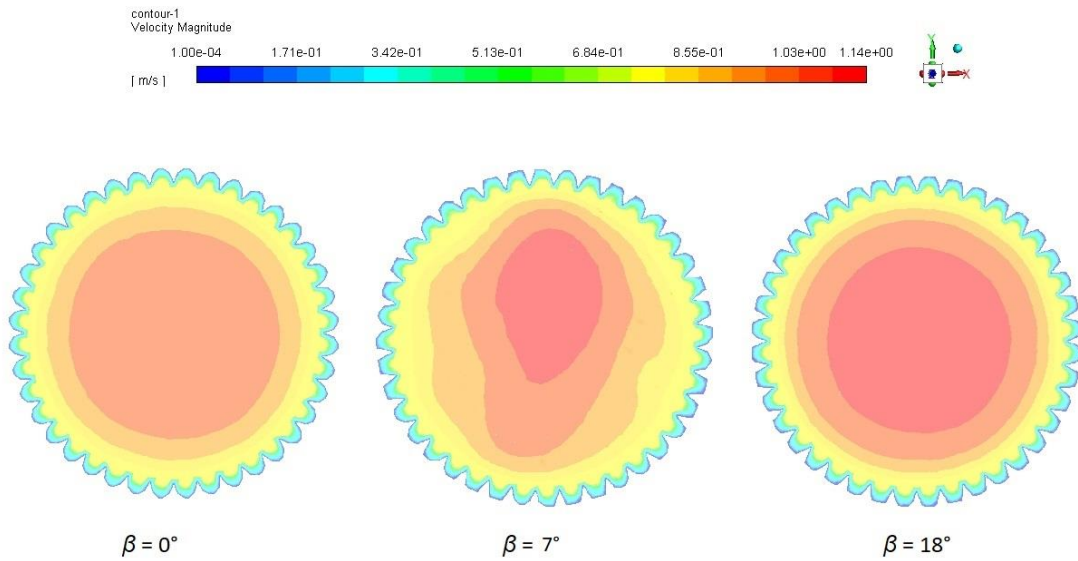 contour-1
Velocity Magnitude
1.00e-04 1.71e-01 3.42e-01 5.13e-01 6.84e-01 8.55e-01 1.03e+00 1.14e+00
[ m/s ]
Y
X
β = 0° β = 7° β = 18°